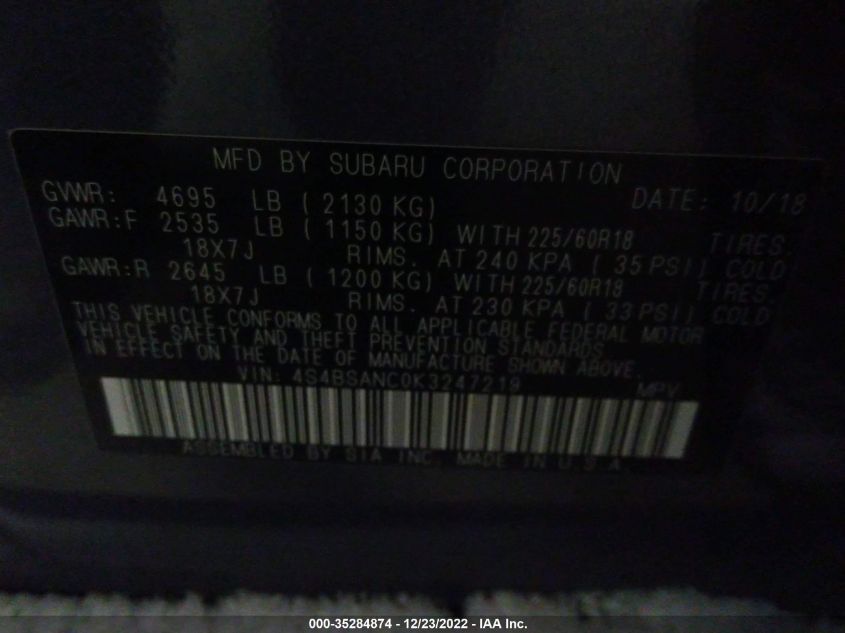 MFD BY SUBARU CORPORATION
GVWR: 4695 LB (2130 KG) DATE: 10/18
GAWR:F 2535 LB (1150 KG) WITH 225/60R18 TIRES,
18X7J RIMS. AT 240 KPA (35 PSI) COLD
GAWR:R 2645 LB (1200 KG) WITH 225/60R18 TIRES,
18X7J RIMS. AT 230 KPA (33 PSI) COLD
THIS VEHICLE CONFORMS TO ALL APPLICABLE FEDERAL MOTOR
VEHICLE SAFETY AND THEFT PREVENTION STANDARDS
IN EFFECT ON THE DATE OF MANUFACTURE SHOWN ABOVE.
VIN: 4S4BSANC0K3247219 MPV
ASSEMBLED BY SIA INC. MADE IN U.S.A
000-35284874 - 12/23/2022 - IAA Inc.